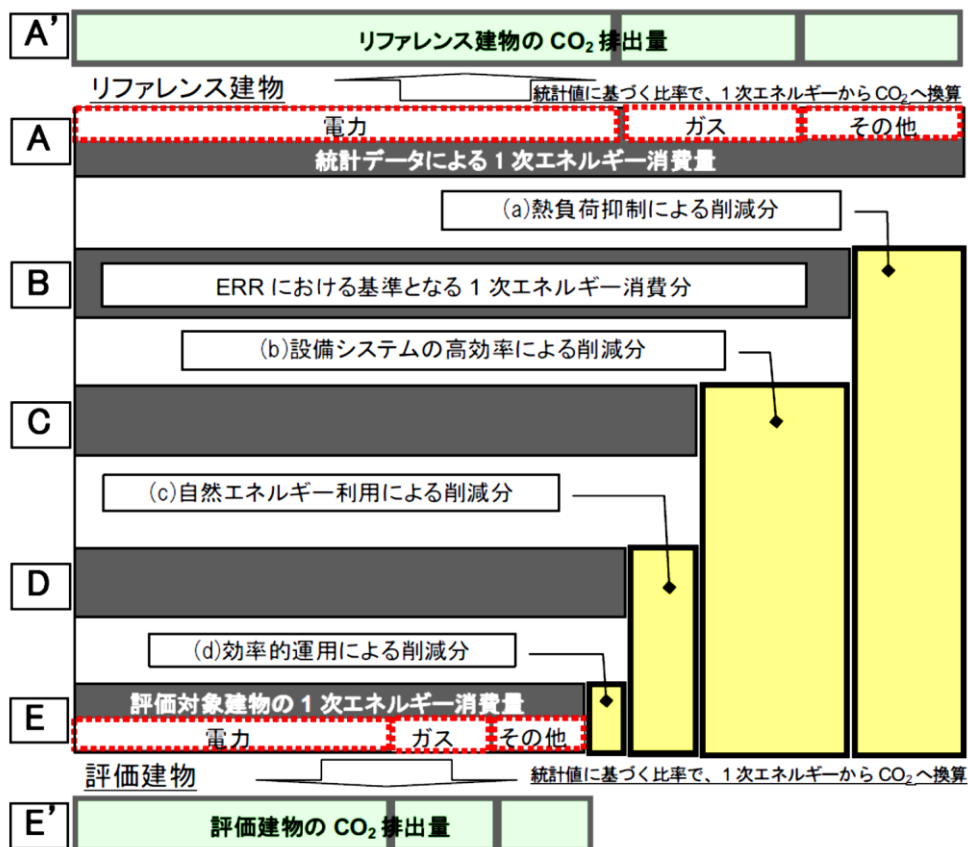 A’
リファレンス建物の CO₂ 排出量
リファレンス建物
統計値に基づく比率で、1次エネルギーから CO₂へ換算
A
電力 ガス その他
統計データによる 1 次エネルギー消費量
(a)熱負荷抑制による削減分
B
ERR における基準となる 1 次エネルギー消費分
(b)設備システムの高効率による削減分
C
(c)自然エネルギー利用による削減分
D
(d)効率的運用による削減分
E
評価対象建物の 1 次エネルギー消費量
電力 ガス その他
評価建物
統計値に基づく比率で、1次エネルギーから CO₂へ換算
E’
評価建物の CO₂ 排出量